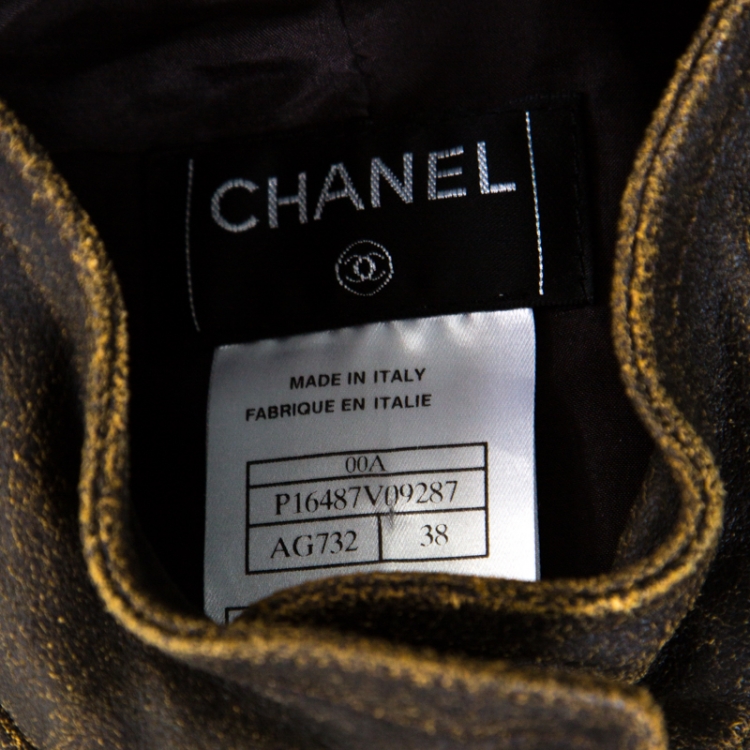 CHANEL
MADE IN ITALY
FABRIQUE EN ITALIE
00A
P16487V09287
AG732 38